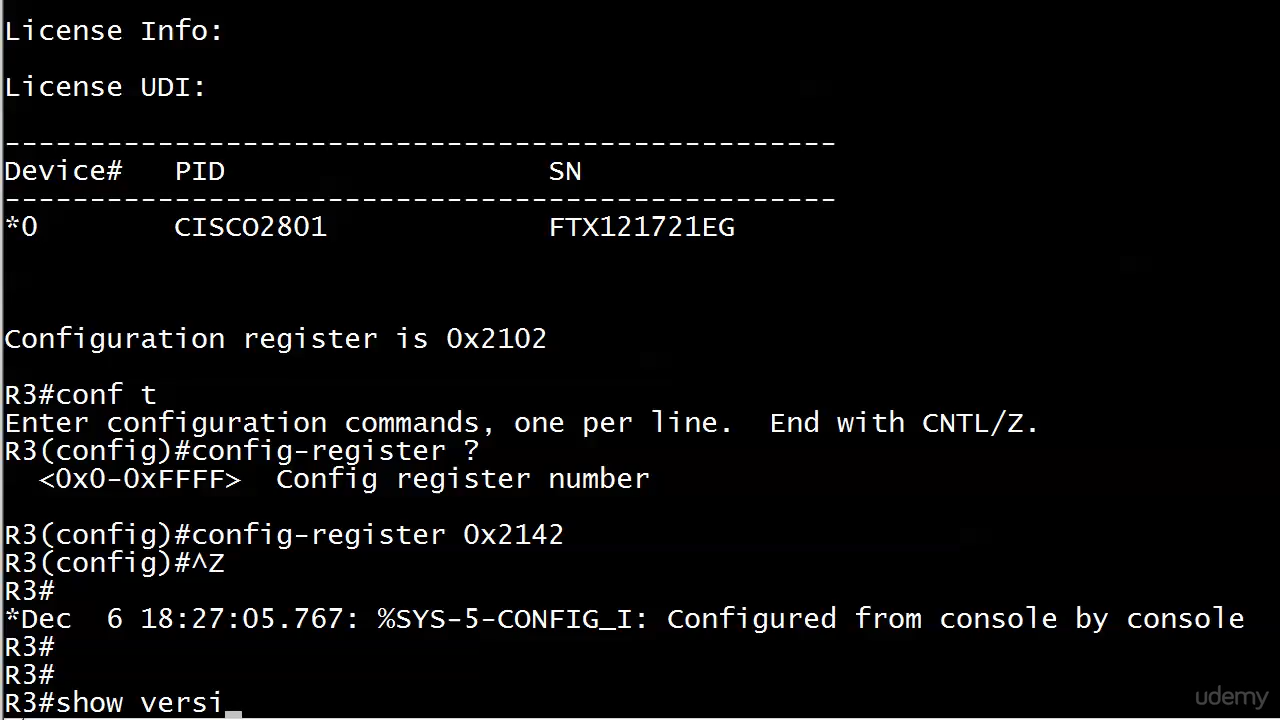 License Info:
License UDI:
-------------------------------------------------
Device#   PID                      SN
-------------------------------------------------
*0        CISCO2801             FTX121721EG
Configuration register is 0x2102
R3#conf t
Enter configuration commands, one per line.  End with CNTL/Z.
R3(config)#config-register ?
  <0x0-0xFFFF>  Config register number
R3(config)#config-register 0x2142
R3(config)#^Z
R3#
*Dec  6 18:27:05.767: %SYS-5-CONFIG_I: Configured from console by console
R3#
R3#
R3#show versi
udemy